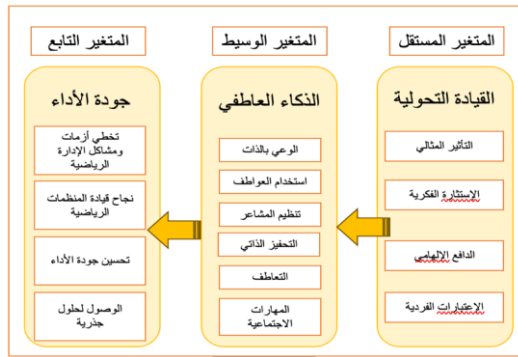 المتغير المستقل
القيادة التحولية
التأثير المثالي
الإستثارة الفكرية
الدافع الإلهامي
الإعتبارات الفردية
المتغير الوسيط
الذكاء العاطفي
الوعي بالذات
استخدام العواطف
تنظيم المشاعر
التحفيز الذاتي
التعاطف
المهارات
الاجتماعية
المتغير التابع
جودة الأداء
تخطي أزمات
ومشاكل الإدارة
الرياضية
نجاح قيادة المنظمات
الرياضية
تحسين جودة الأداء
الوصول لحلول
جذرية